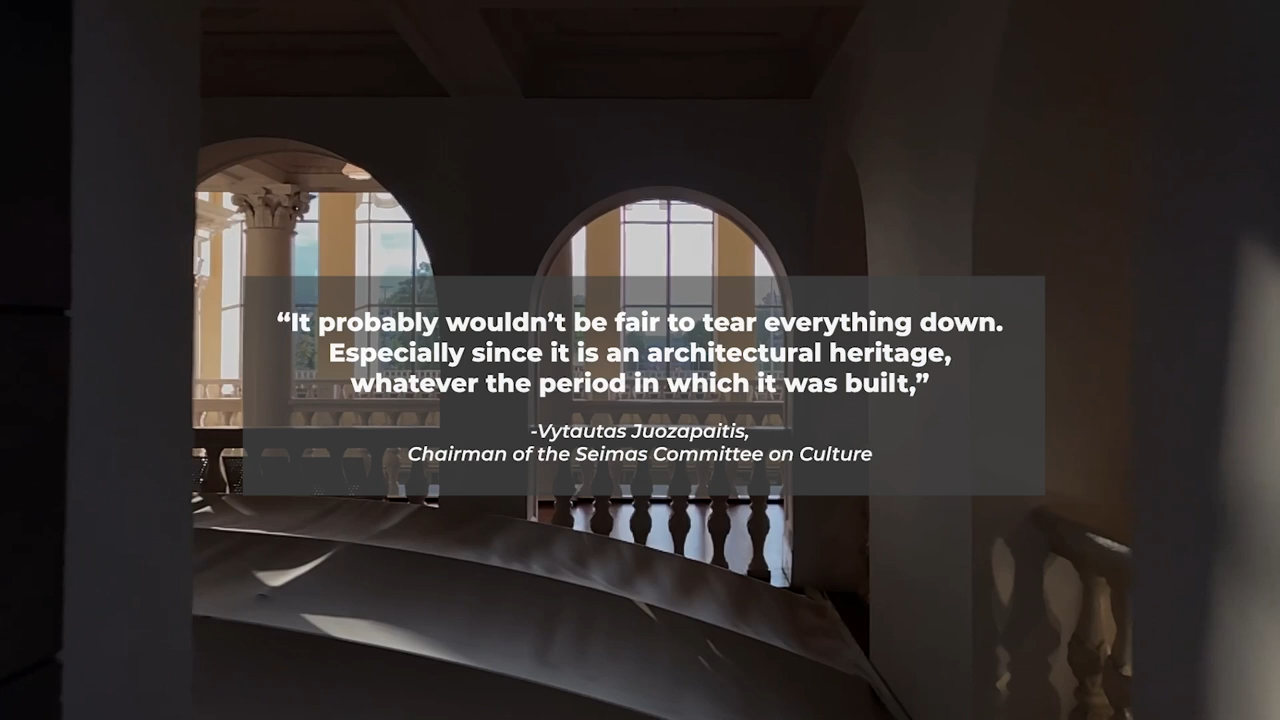 “It probably wouldn’t be fair to tear everything down.
Especially since it is an architectural heritage,
whatever the period in which it was built,”
-Vytautas Juozapaitis,
Chairman of the Seimas Committee on Culture